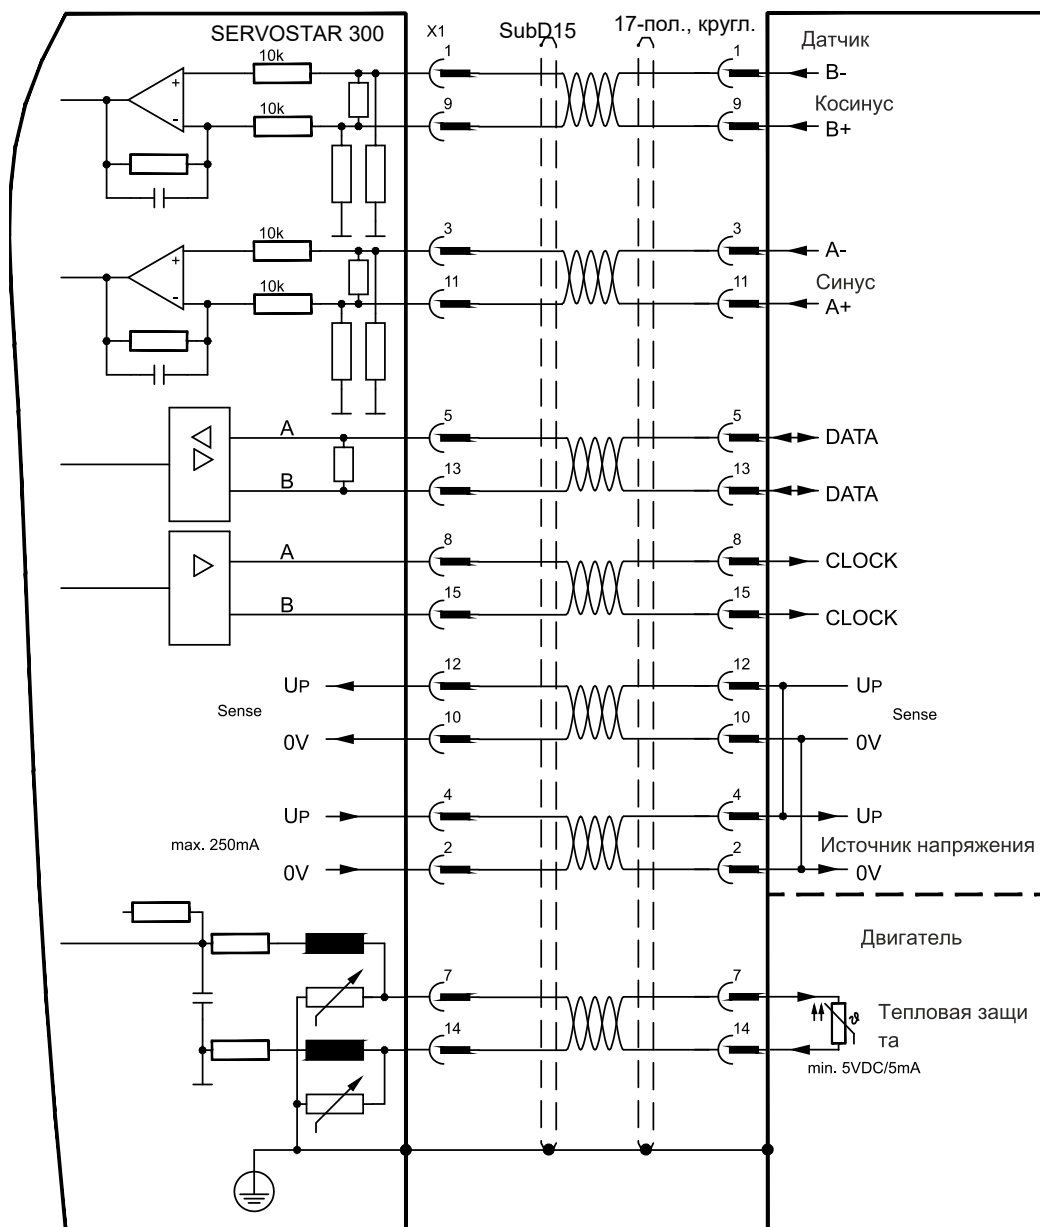 SERVOSTAR 300 X1 SubD15 17-пол., кругл.
Датчик
10k 1 1 B-
Косинус
10k 9 9 B+
+
-
10k 3 3 A-
Синус
10k 11 11 A+
+
-
A 5 5 DATA
B 13 13 DATA
A 8 8 CLOCK
B 15 15 CLOCK
UP 12 12 UP
Sense Sense
0V 10 10 0V
UP 4 4 UP
max. 250mA Источник напряжения
0V 2 2 0V
Двигатель
7 7
Тепловая защи
та
14 14 ϑ
min. 5VDC/5mA